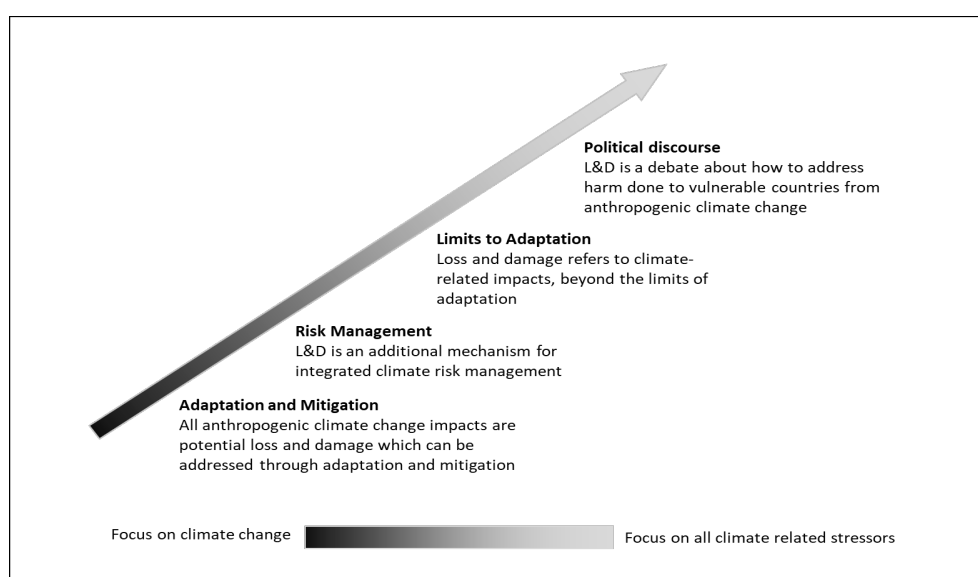 Political discourse
L&D is a debate about how to address
harm done to vulnerable countries from
anthropogenic climate change
Limits to Adaptation
Loss and damage refers to climate-
related impacts, beyond the limits of
adaptation
Risk Management
L&D is an additional mechanism for
integrated climate risk management
Adaptation and Mitigation
All anthropogenic climate change impacts are
potential loss and damage which can be
addressed through adaptation and mitigation
Focus on climate change
Focus on all climate related stressors